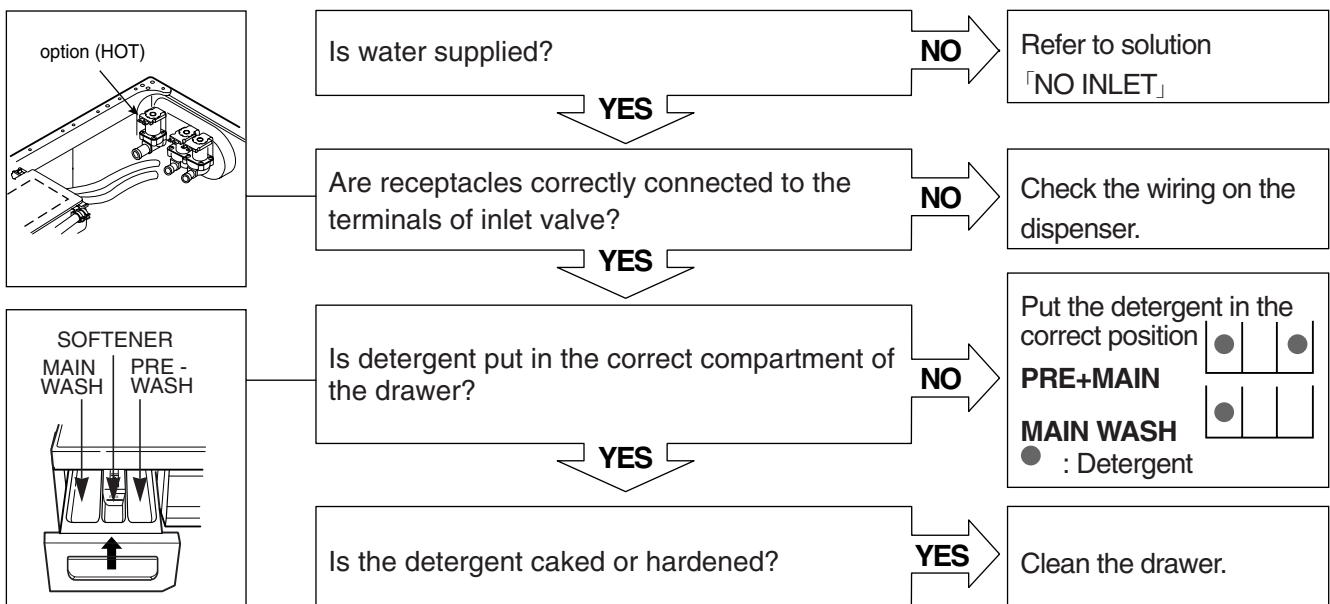 option (HOT)
Is water supplied?
NO
Refer to solution
「NO INLET」
YES
Are receptacles correctly connected to the
terminals of inlet valve?
NO
Check the wiring on the
dispenser.
YES
SOFTENER
MAIN
WASH
PRE -
WASH
Is detergent put in the correct compartment of
the drawer?
NO
Put the detergent in the
correct position
PRE+MAIN
MAIN WASH
: Detergent
YES
Is the detergent caked or hardened?
YES
Clean the drawer.